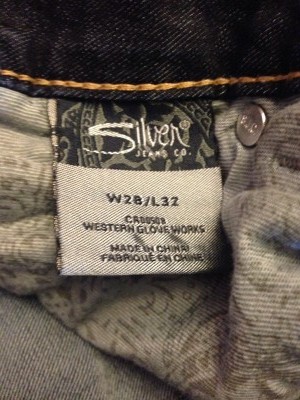 Silver
JEANS CO.
W28/L32
CA00503
WESTERN GLOVE WORKS
MADE IN CHINA
FABRIQUÉ EN CHINE